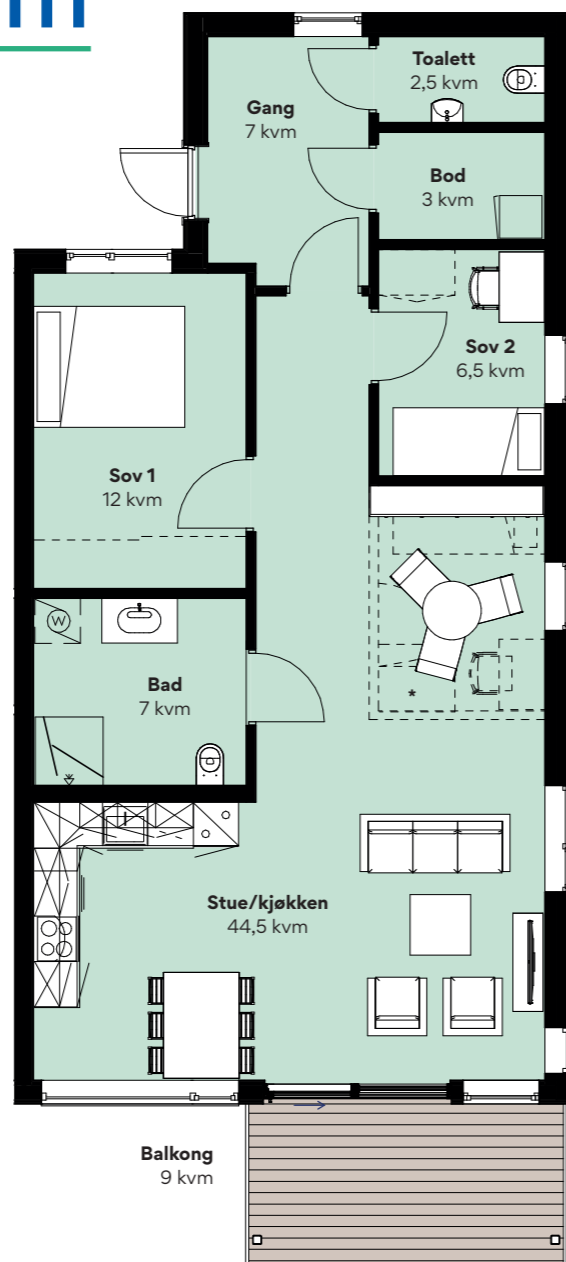 Toalett
2,5 kvm
Gang
7 kvm
Bod
3 kvm
Sov 2
6,5 kvm
Sov 1
12 kvm
W
Bad
7 kvm
*
Stue/kjøkken
44,5 kvm
Balkong
9 kvm